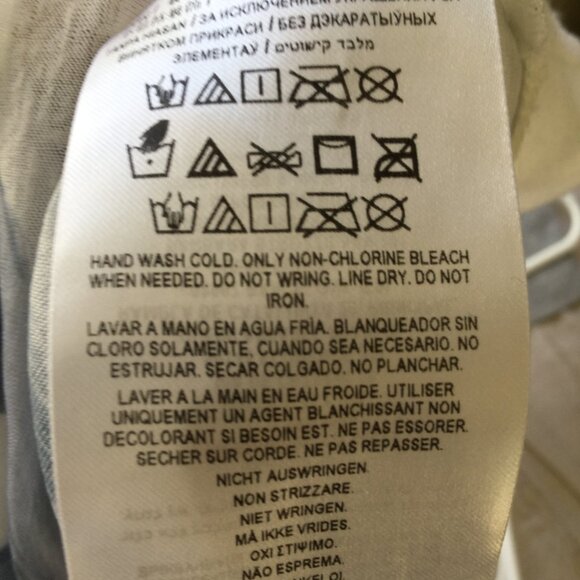 / ЗА ИСКЛЮЧЕНИЕМ
ВИНЯТКОМ ПРИКРАСИ / БЕЗ ДЭКАРАТЫЎНЫХ
ЭЛЕМЕНТАЎ / מלבד קישוטים
HAND WASH COLD. ONLY NON-CHLORINE BLEACH
WHEN NEEDED. DO NOT WRING. LINE DRY. DO NOT
IRON.
LAVAR A MANO EN AGUA FRÌA. BLANQUEADOR SIN
CLORO SOLAMENTE, CUANDO SEA NECESARIO. NO
ESTRUJAR. SECAR COLGADO. NO PLANCHAR.
LAVER A LA MAIN EN EAU FROIDE. UTILISER
UNIQUEMENT UN AGENT BLANCHISSANT NON
DECOLORANT SI BESOIN EST. NE PAS ESSORER.
SECHER SUR CORDE. NE PAS REPASSER.
NICHT AUSWRINGEN.
NON STRIZZARE.
NIET WRINGEN.
MÅ IKKE VRIDES.
ΟΧΙ ΣΤΙΨΙΜΟ.
NÃO ESPREMA.